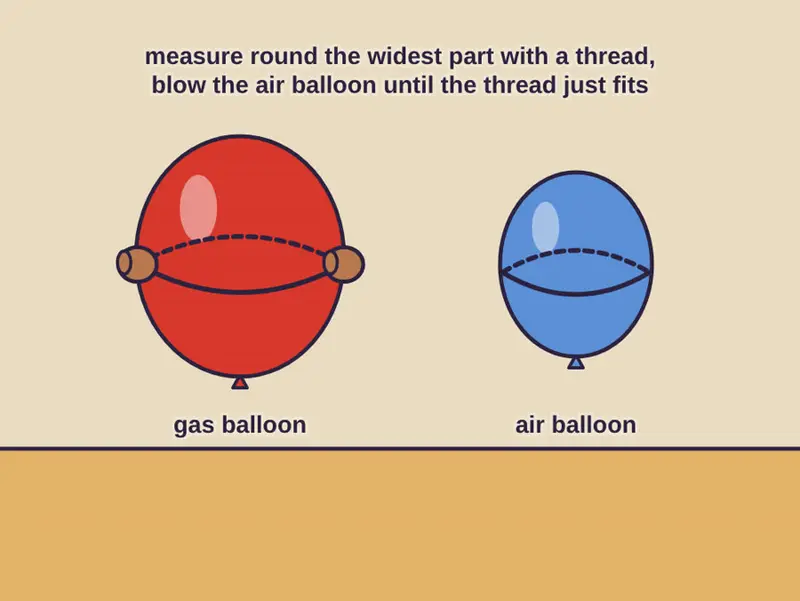 measure round the widest part with a thread,
blow the air balloon until the thread just fits
gas balloon
air balloon